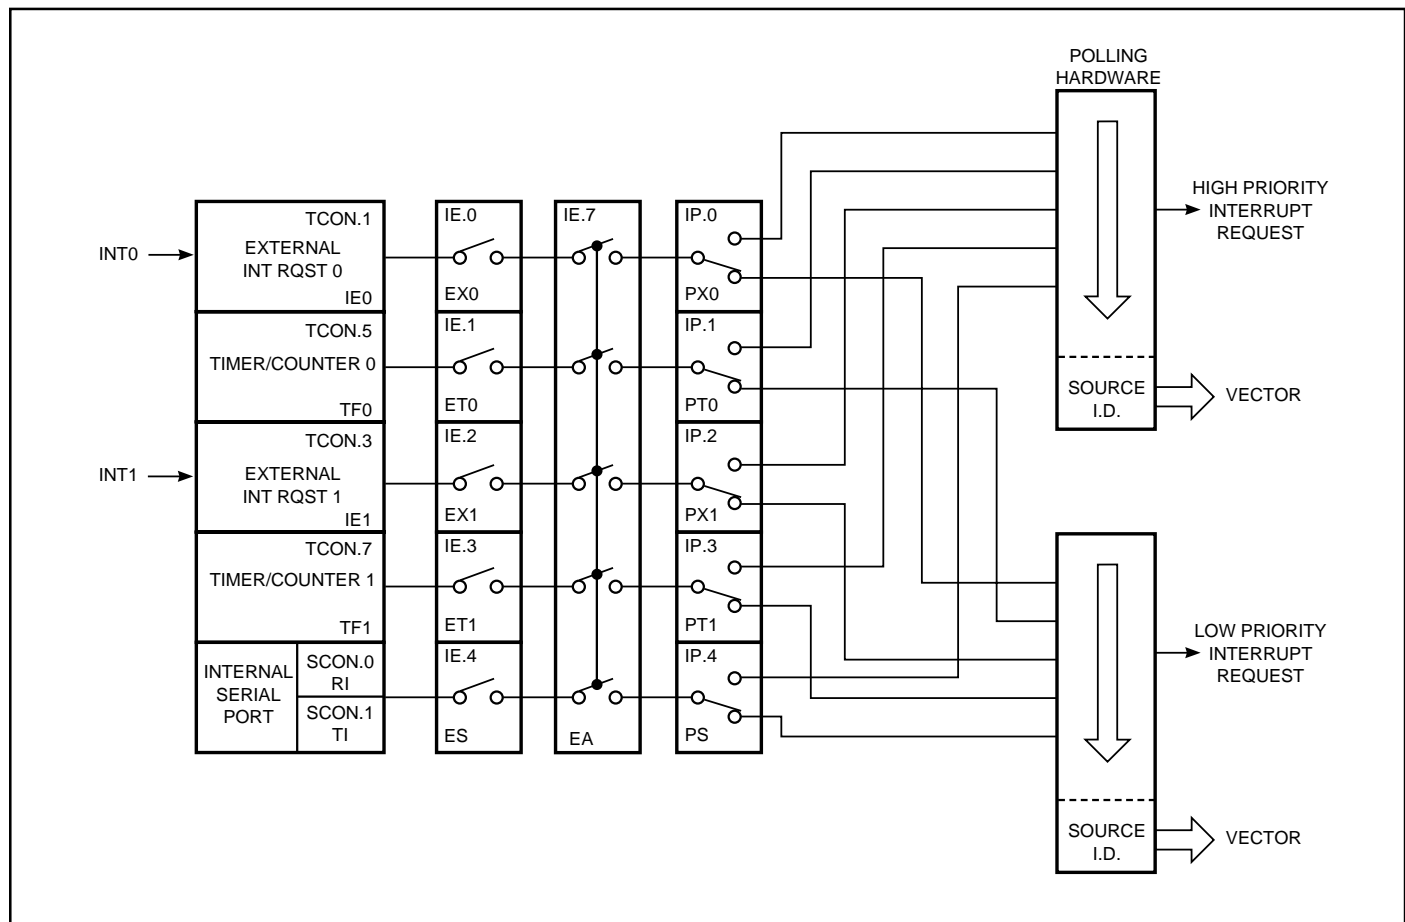 POLLING
HARDWARE
HIGH PRIORITY
INTERRUPT
REQUEST
SOURCE
I.D.
VECTOR
INT0
TCON.1
EXTERNAL
INT RQST 0
IE0
IE.0
EX0
IE.7
IP.0
PX0
TCON.5
TIMER/COUNTER 0
TF0
IE.1
ET0
IP.1
PT0
INT1
TCON.3
EXTERNAL
INT RQST 1
IE1
IE.2
EX1
IP.2
PX1
TCON.7
TIMER/COUNTER 1
TF1
IE.3
ET1
IP.3
PT1
INTERNAL
SERIAL
PORT
SCON.0
RI
SCON.1
TI
IE.4
ES
EA
IP.4
PS
LOW PRIORITY
INTERRUPT
REQUEST
SOURCE
I.D.
VECTOR